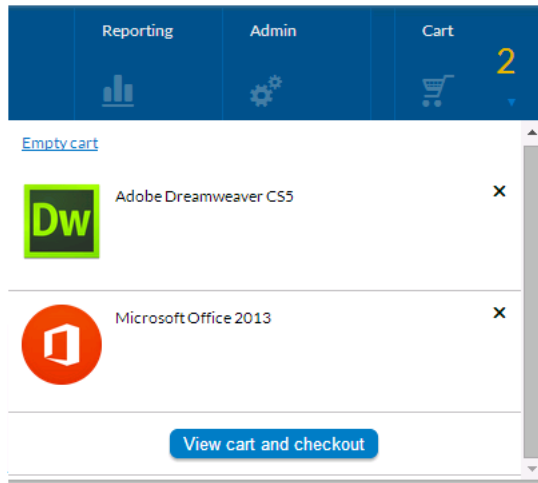 Reporting
Admin
Cart
2
Empty cart
Dw
Adobe Dreamweaver CS5
×
Microsoft Office 2013
×
View cart and checkout